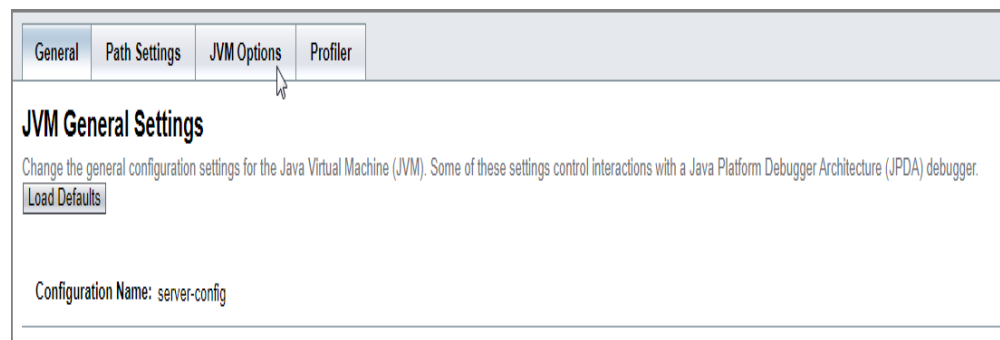 General Path Settings JVM Options Profiler
JVM General Settings
Change the general configuration settings for the Java Virtual Machine (JVM). Some of these settings control interactions with a Java Platform Debugger Architecture (JPDA) debugger.
Load Defaults
Configuration Name: server-config